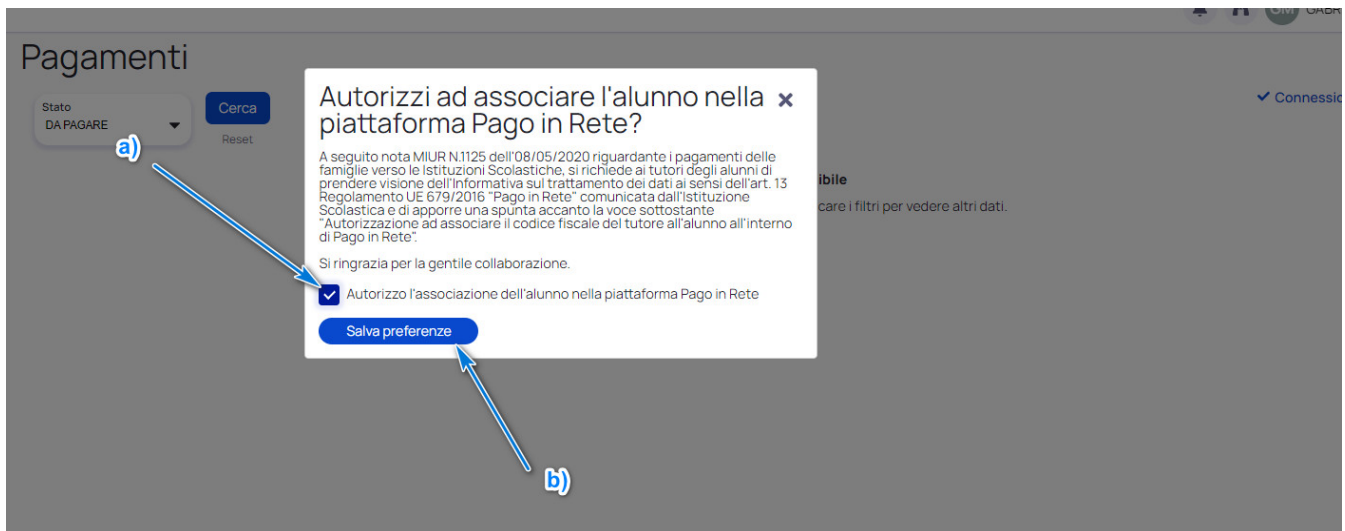 GM GABR
Pagamenti
Stato
DA PAGARE
Cerca
Reset
Connessio
a)
Autorizzi ad associare l'alunno nella
piattaforma Pago in Rete?
A seguito nota MIUR N.1125 dell'08/05/2020 riguardante i pagamenti delle
famiglie verso le Istituzioni Scolastiche, si richiede ai tutori degli alunni di
prendere visione dell'Informativa sul trattamento dei dati ai sensi dell'art. 13
Regolamento UE 679/2016 "Pago in Rete" comunicata dall'Istituzione
Scolastica e di apporre una spunta accanto la voce sottostante
"Autorizzazione ad associare il codice fiscale del tutore all'alunno all'interno
di Pago in Rete".
Si ringrazia per la gentile collaborazione.
Autorizzo l'associazione dell'alunno nella piattaforma Pago in Rete
Salva preferenze
ibile
care i filtri per vedere altri dati.
b)